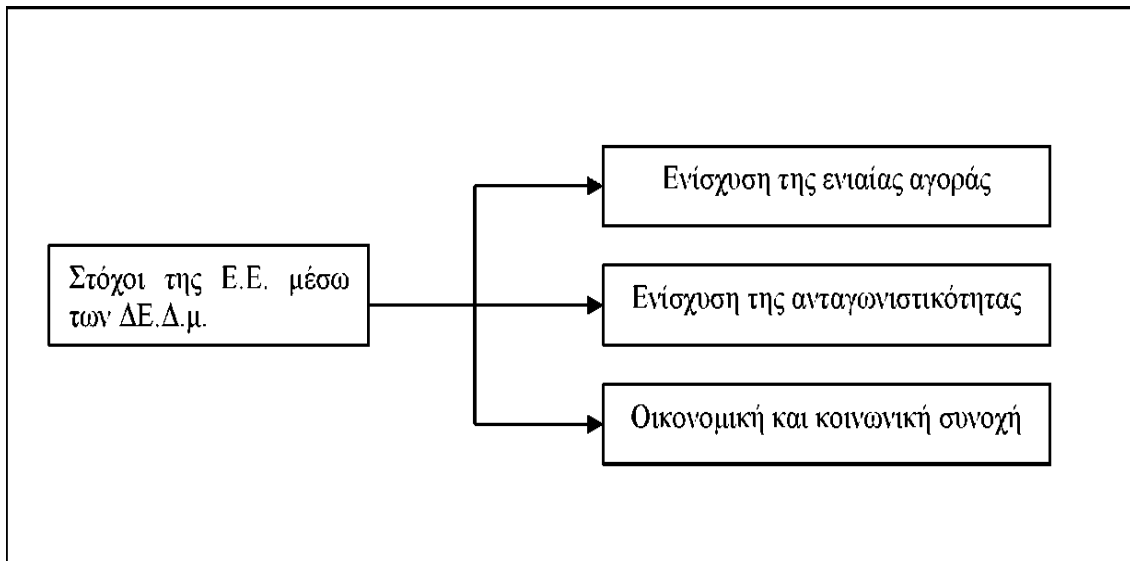 Στόχοι της Ε.Ε. μέσω
των ΔΕ.Δ.μ.
Ενίσχυση της ενιαίας αγοράς
Ενίσχυση της ανταγωνιστικότητας
Οικονομική και κοινωνική συνοχή